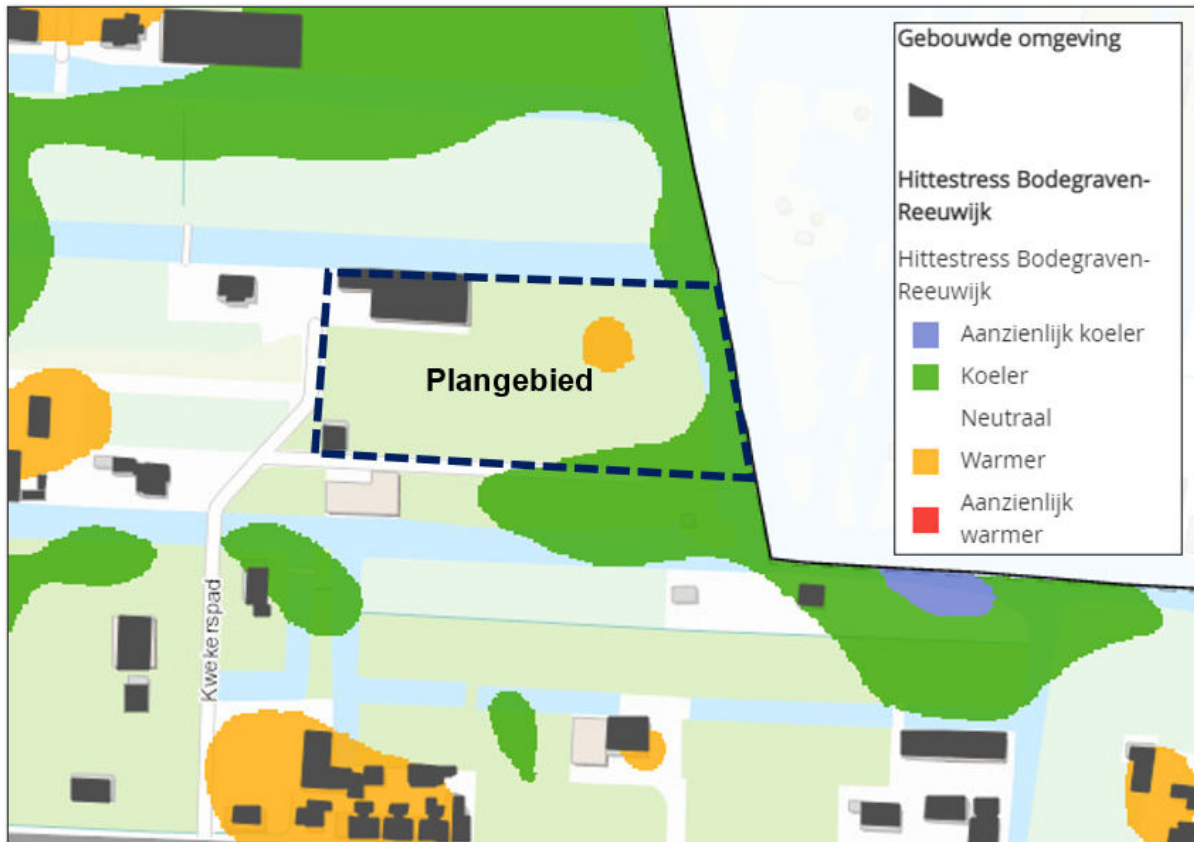 Gebouwde omgeving
Hittestress Bodegraven-
Reeuwijk
Hittestress Bodegraven-
Reeuwijk
Aanzienlijk koeler
Koeler
Neutraal
Warmer
Aanzienlijk
warmer
Plangebied
Kwekerspad